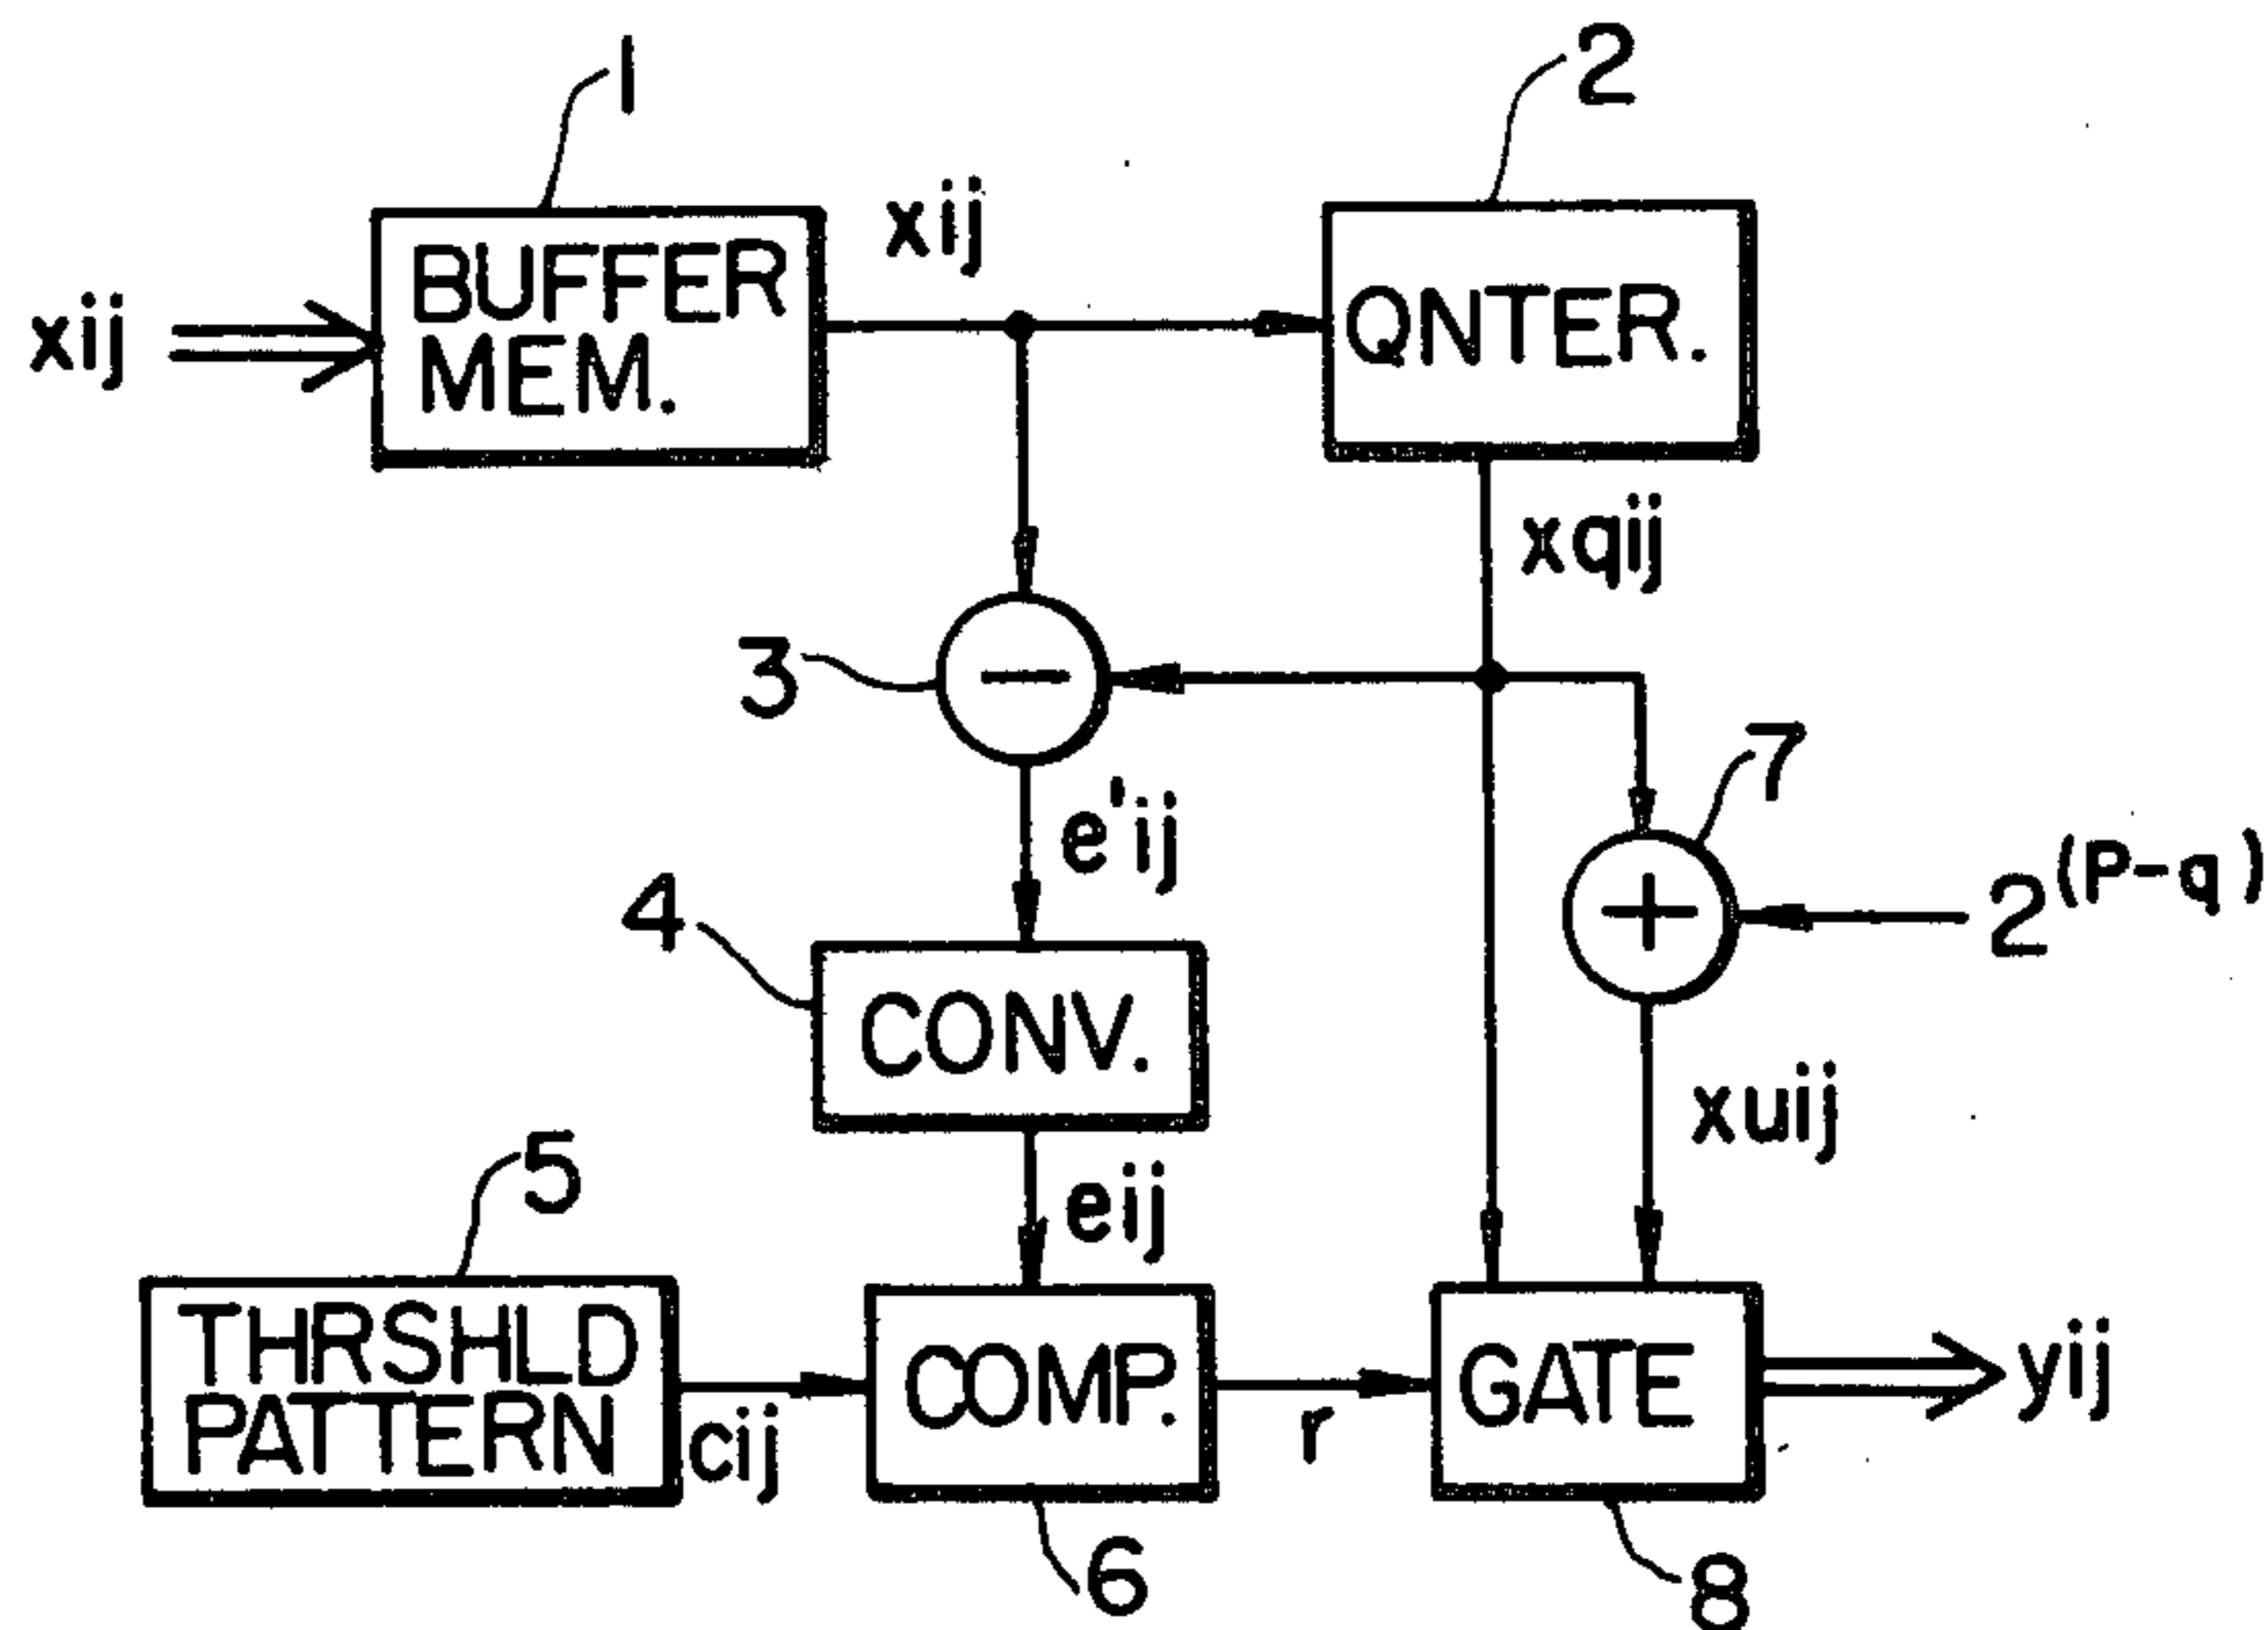 1
2
xij
BUFFER
MEM.
xij
QNTER.
xqij
3
−
7
e'ij
+
2^(P-q)
4
CONV.
xuij
eij
5
THRSHLD
PATTERN
cij
COMP.
r
GATE
yij
6
8